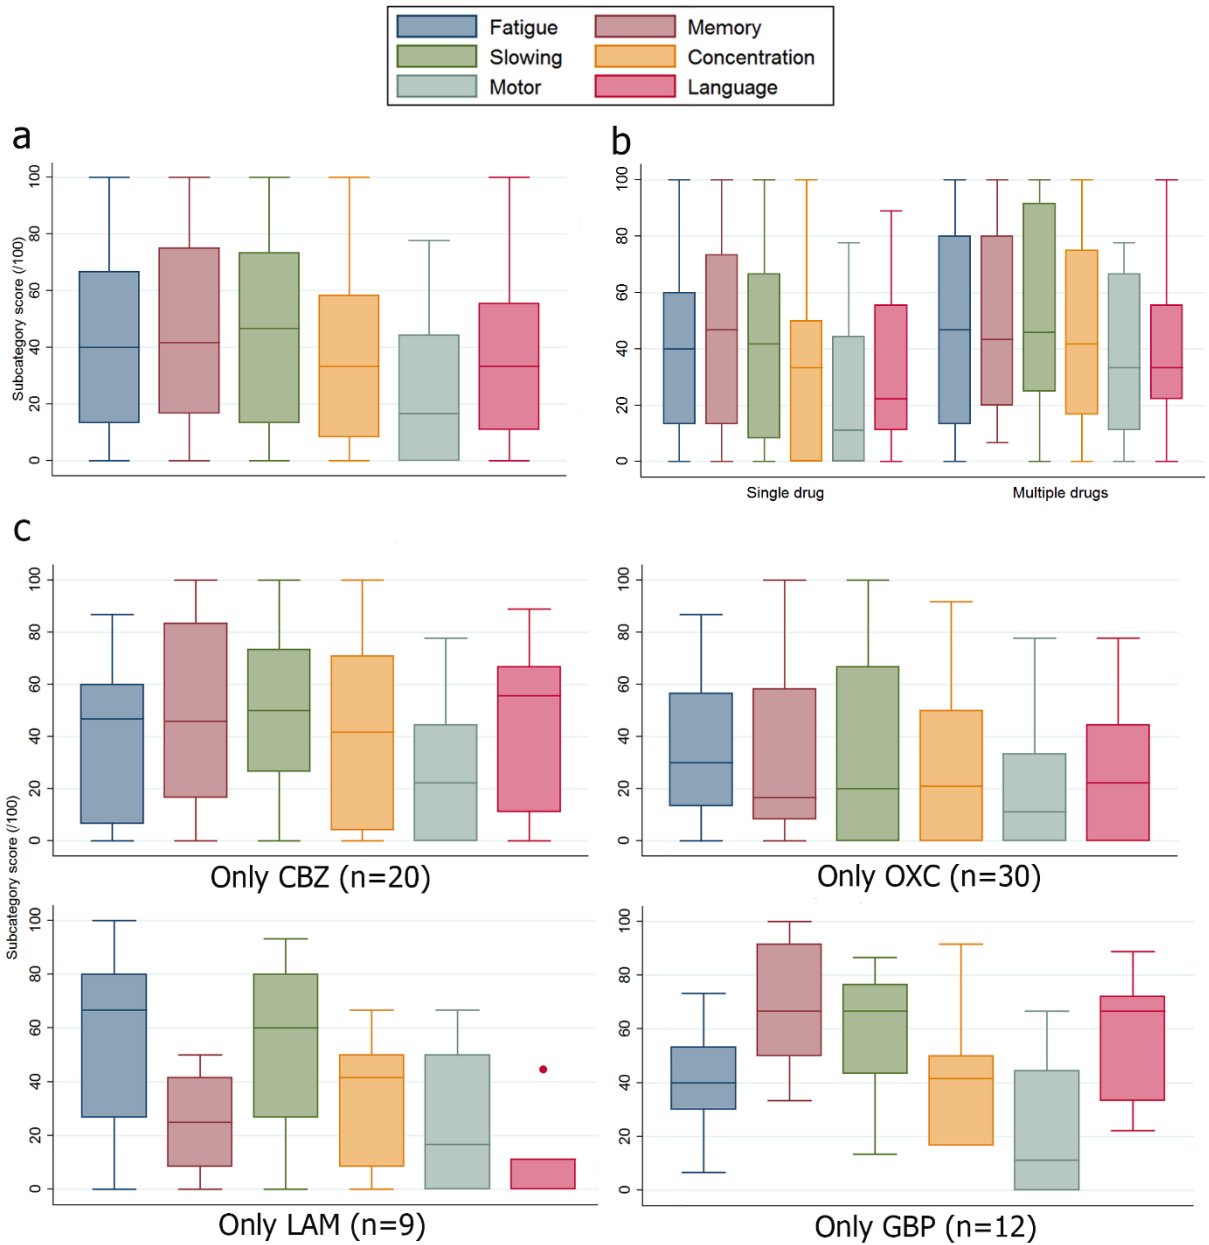 Fatigue Memory
Slowing Concentration
Motor Language
a
b
Subcategory score (/100)
100
80
60
40
20
0
100
80
60
40
20
0
Single drug Multiple drugs
c
Subcategory score (/100)
100
80
60
40
20
0
Only CBZ (n=20)
100
80
60
40
20
0
Only OXC (n=30)
100
80
60
40
20
0
Only LAM (n=9)
100
80
60
40
20
0
Only GBP (n=12)